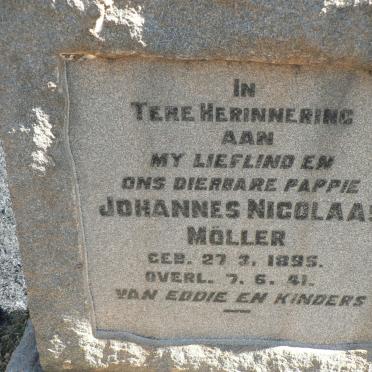 IN
TERE HERINNERING
AAN
MY LIEFLING EN
ONS DIERBARE PAPPIE
JOHANNES NICOLAAS
MÖLLER
GEB. 27 3. 1895.
OVERL. 7. 6. 41.
VAN EDDIE EN KINDERS